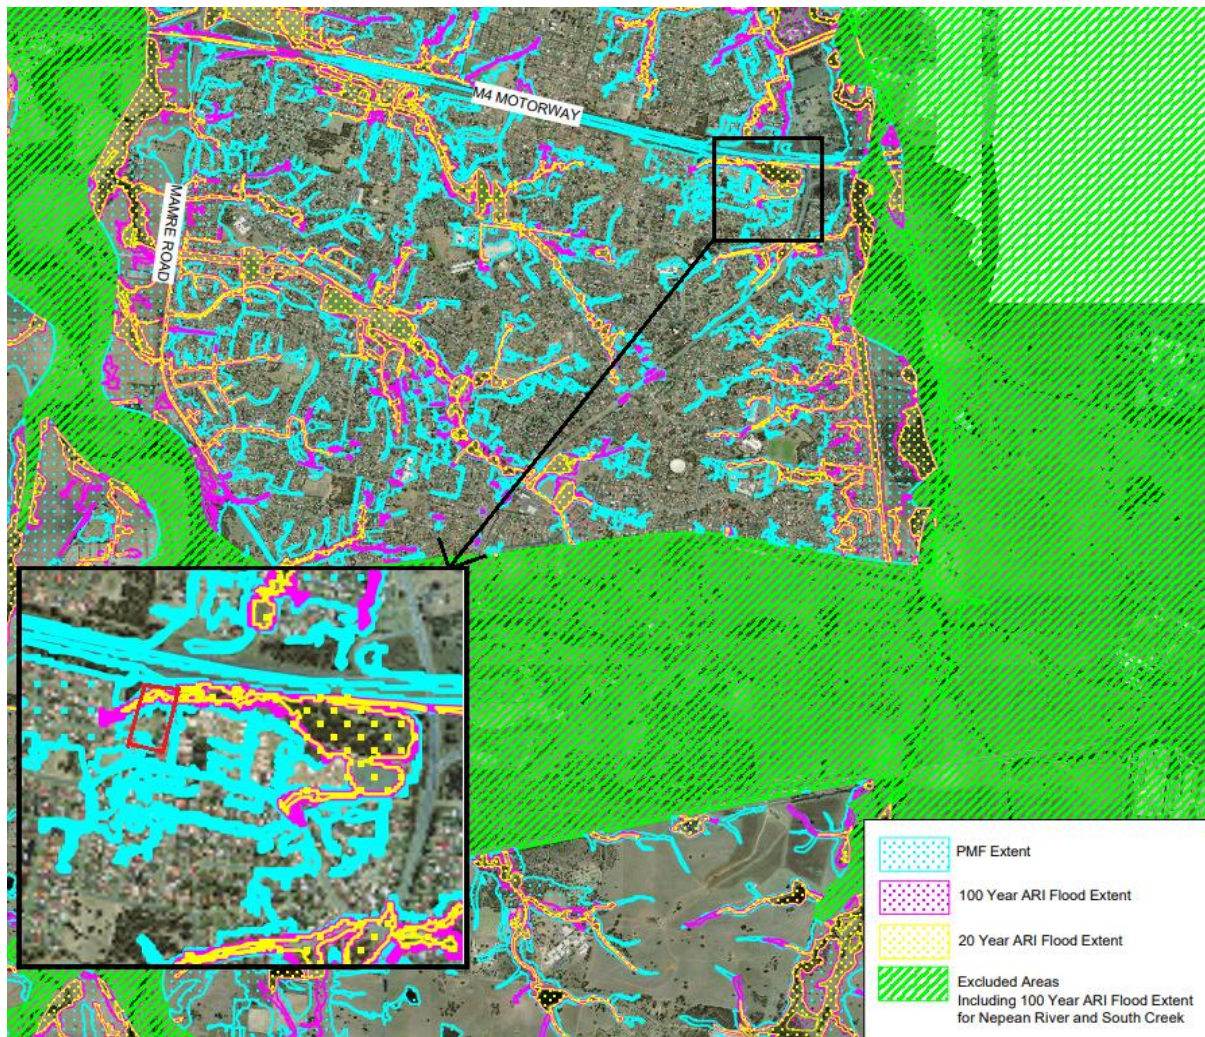 M4 MOTORWAY
MAMRE ROAD
PMF Extent
100 Year ARI Flood Extent
20 Year ARI Flood Extent
Excluded Areas
Including 100 Year ARI Flood Extent
for Nepean River and South Creek